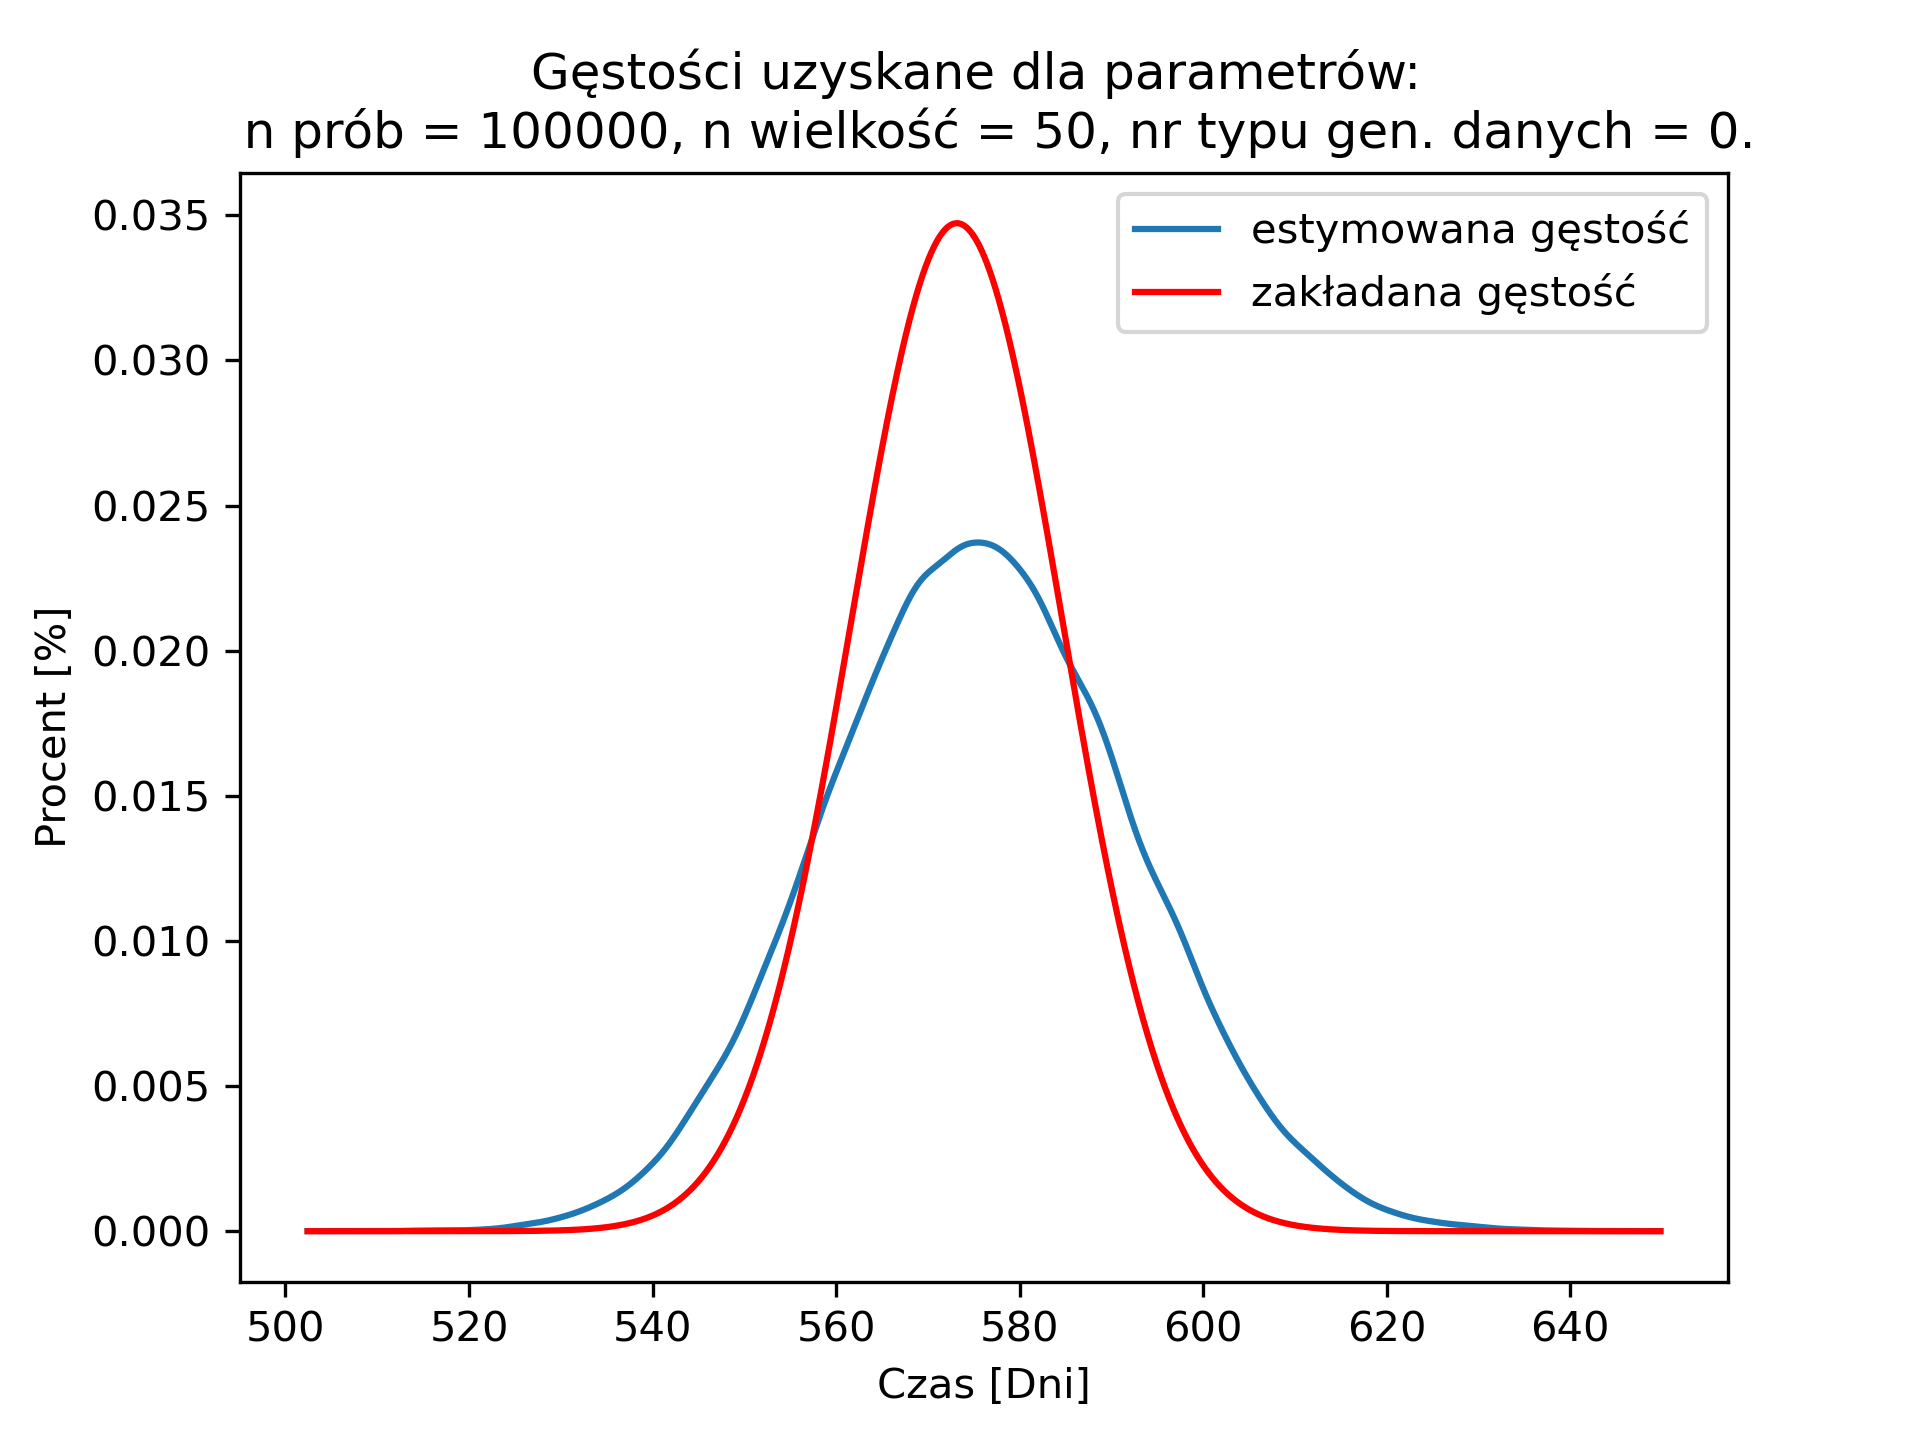 Gęstości uzyskane dla parametrów:
n prób = 100000, n wielkość = 50, nr typu gen. danych = 0.
estymowana gęstość
zakładana gęstość
0.035
0.030
0.025
0.020
0.015
0.010
0.005
0.000
Procent [%]
500 520 540 560 580 600 620 640
Czas [Dni]